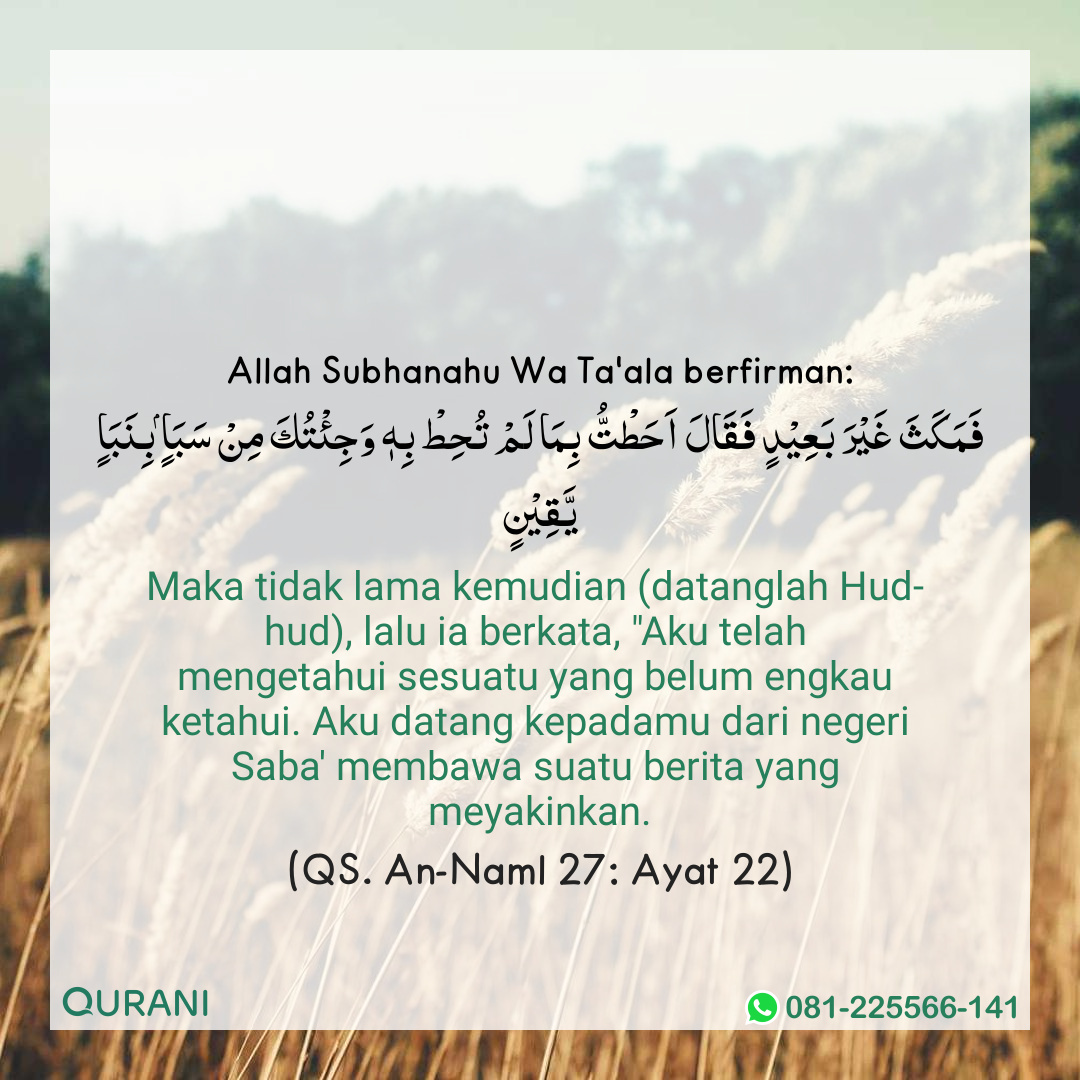 Allah Subhanahu Wa Ta'ala berfirman:
فَمَكَثَ غَيْرَ بَعِيْدٍ فَقَالَ اَحَطْتُّ بِمَا لَمْ تُحِطْ بِهٖ وَجِئْتُكَ مِنْ سَبَاٍ ۢ بِنَبَاٍ
يَّقِيْنٍ
Maka tidak lama kemudian (datanglah Hud-
hud), lalu ia berkata, "Aku telah
mengetahui sesuatu yang belum engkau
ketahui. Aku datang kepadamu dari negeri
Saba' membawa suatu berita yang
meyakinkan.
(QS. An-Naml 27: Ayat 22)
QURANI
081-225566-141